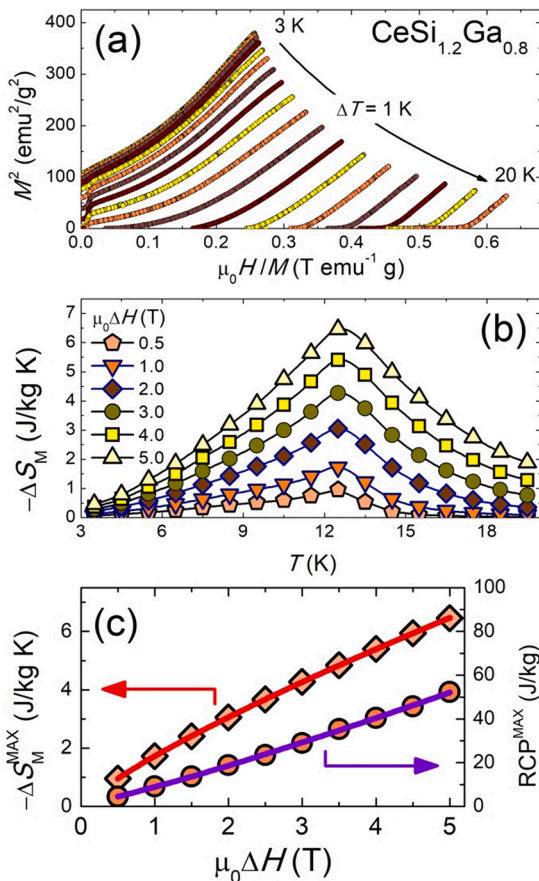 (a)
CeSi1.2Ga0.8
3 K
ΔT = 1 K
20 K
400
300
200
100
0
M² (emu²/g²)
0.0 0.1 0.2 0.3 0.4 0.5 0.6
μ0H/M (T emu⁻¹ g)
(b)
μ0ΔH (T)
0.5
1.0
2.0
3.0
4.0
5.0
7
6
5
4
3
2
1
0
−ΔSM (J/kg K)
3 6 9 12 15 18
T (K)
(c)
6
4
2
0
−ΔSM^MAX (J/kg K)
100
80
60
40
20
0
RCP^MAX (J/kg)
0 1 2 3 4 5
μ0ΔH (T)